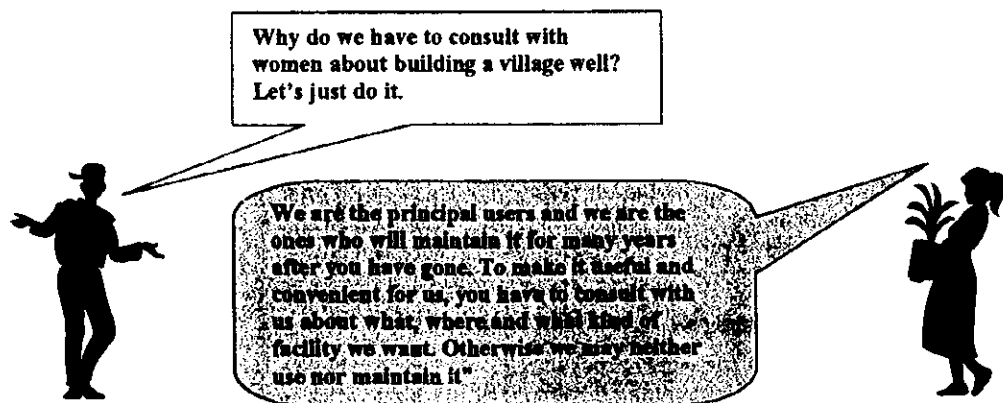 Why do we have to consult with
women about building a village well?
Let's just do it.
We are the principal users and we are the
ones who will maintain it for many years
after you have gone. To make it useful and
convenient for us, you have to consult with
us about what, where and what kind of
facility we want. Otherwise we may neither
use nor maintain it"